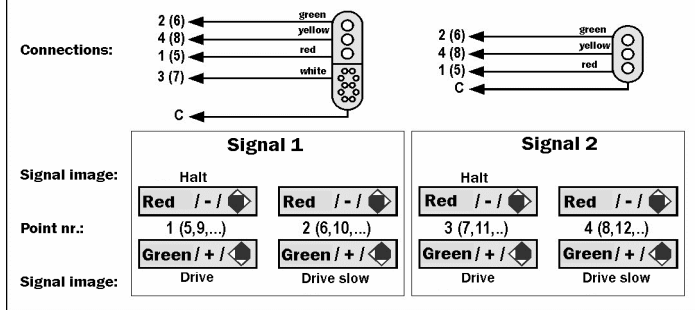 Connections:
2 (6) green
4 (8) yellow
1 (5) red
3 (7) white
C
2 (6) green
4 (8) yellow
1 (5) red
C
Signal 1
Signal 2
Signal image: Halt Halt
Red / - / Red / - / Red / - / Red / - /
Point nr.: 1 (5,9,...) 2 (6,10,...) 3 (7,11,..) 4 (8,12,..)
Green / + / Green / + / Green / + / Green / + /
Signal image: Drive Drive slow Drive Drive slow